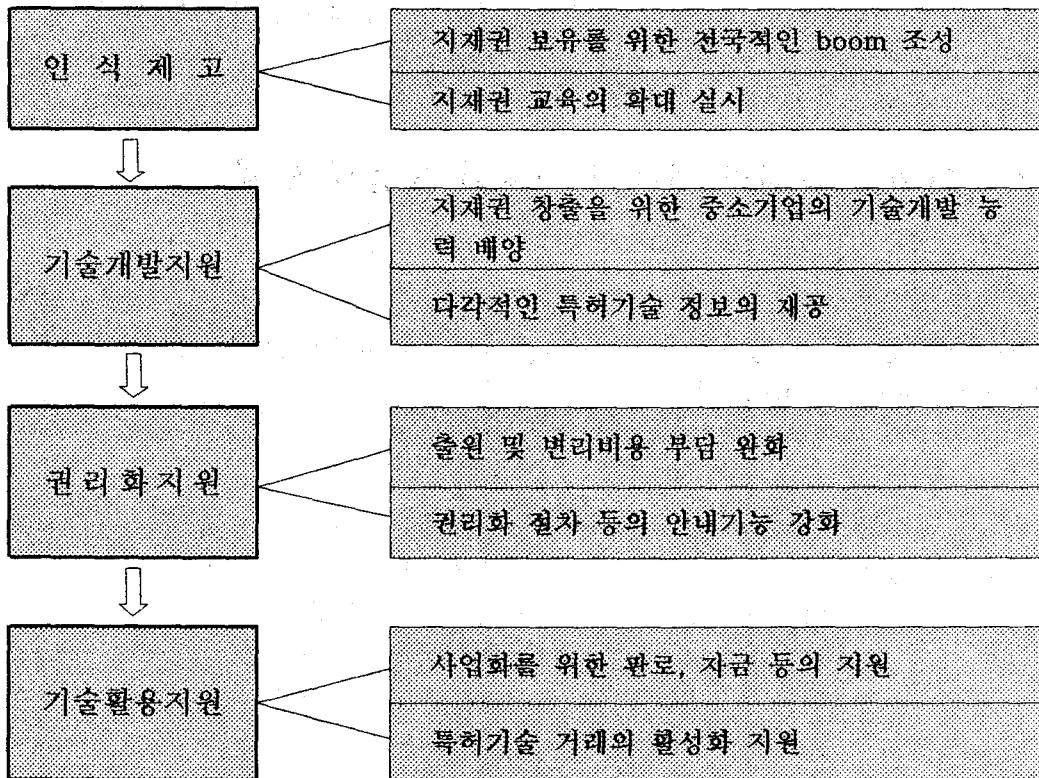 인 식 제 고
지재권 보유를 위한 전국적인 boom 조성
지재권 교육의 확대 실시
기술개발지원
지재권 창출을 위한 중소기업의 기술개발 능
력 배양
다각적인 특허기술 정보의 제공
권 리 화 지 원
출원 및 변리비용 부담 완화
권리화 절차 등의 안내기능 강화
기술활용지원
사업화를 위한 판로, 자금 등의 지원
특허기술 거래의 활성화 지원